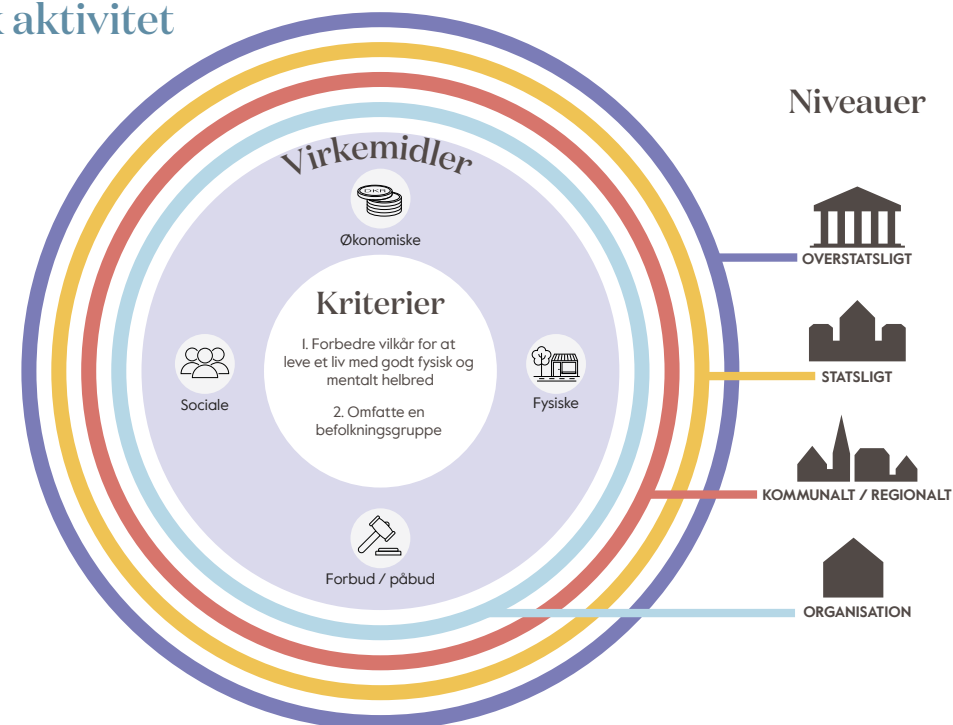 aktivitet
Niveauer
Virkemidler
DKR
Økonomiske
Kriterier
1. Forbedre vilkår for at
leve et liv med godt fysisk og
mentalt helbred
2. Omfatte en
befolkningsgruppe
Sociale
Fysiske
Forbud / påbud
OVERSTATSLIGT
STATSLIGT
KOMMUNALT / REGIONALT
ORGANISATION